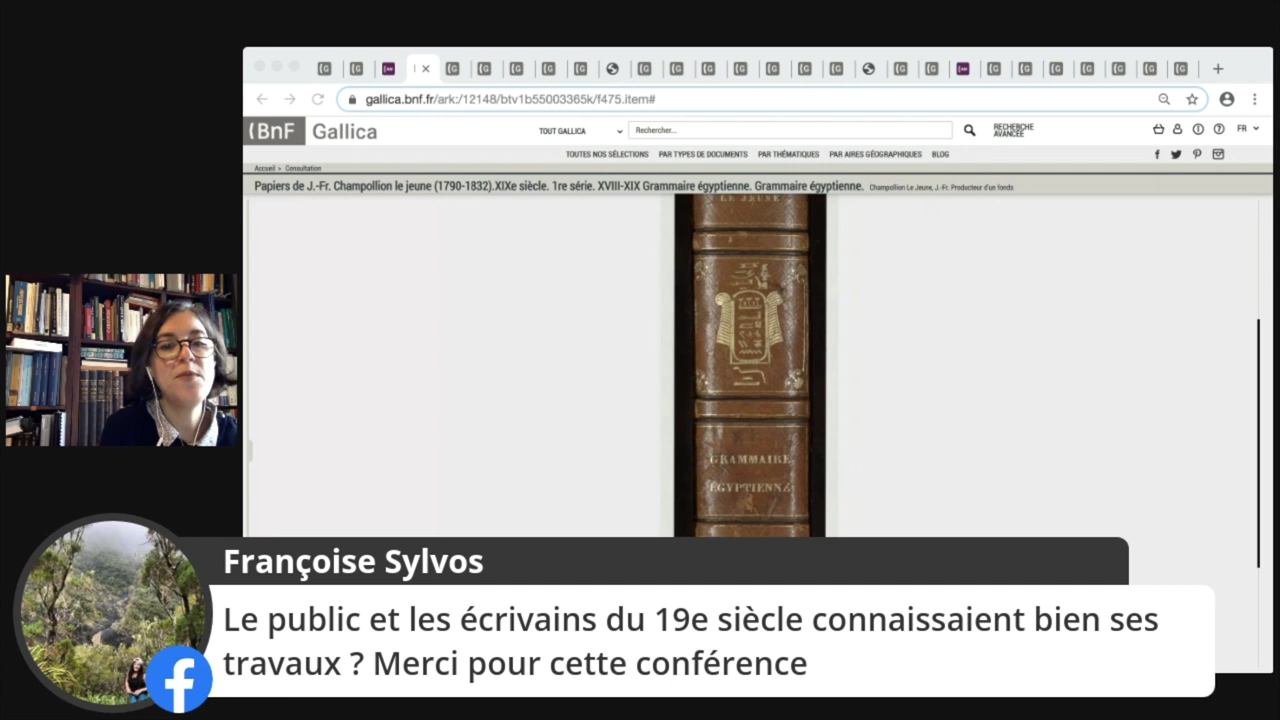 gallica.bnf.fr/ark:/12148/btv1b55003365k/f475.item#
BnF Gallica
TOUT GALLICA
Rechercher...
RECHERCHE
AVANCÉE
FR
TOUTES NOS SÉLECTIONS PAR TYPES DE DOCUMENTS PAR THÉMATIQUES PAR AIRES GÉOGRAPHIQUES BLOG
Accueil > Consultation
Papiers de J.-Fr. Champollion le jeune (1790-1832).XIXe siècle. 1re série. XVIII-XIX Grammaire égyptienne. Grammaire égyptienne. Champollion Le Jeune, J.-Fr. Producteur d'un fonds
LE JEUNE
GRAMMAIRE
ÉGYPTIENNE
Françoise Sylvos
Le public et les écrivains du 19e siècle connaissaient bien ses
travaux ? Merci pour cette conférence